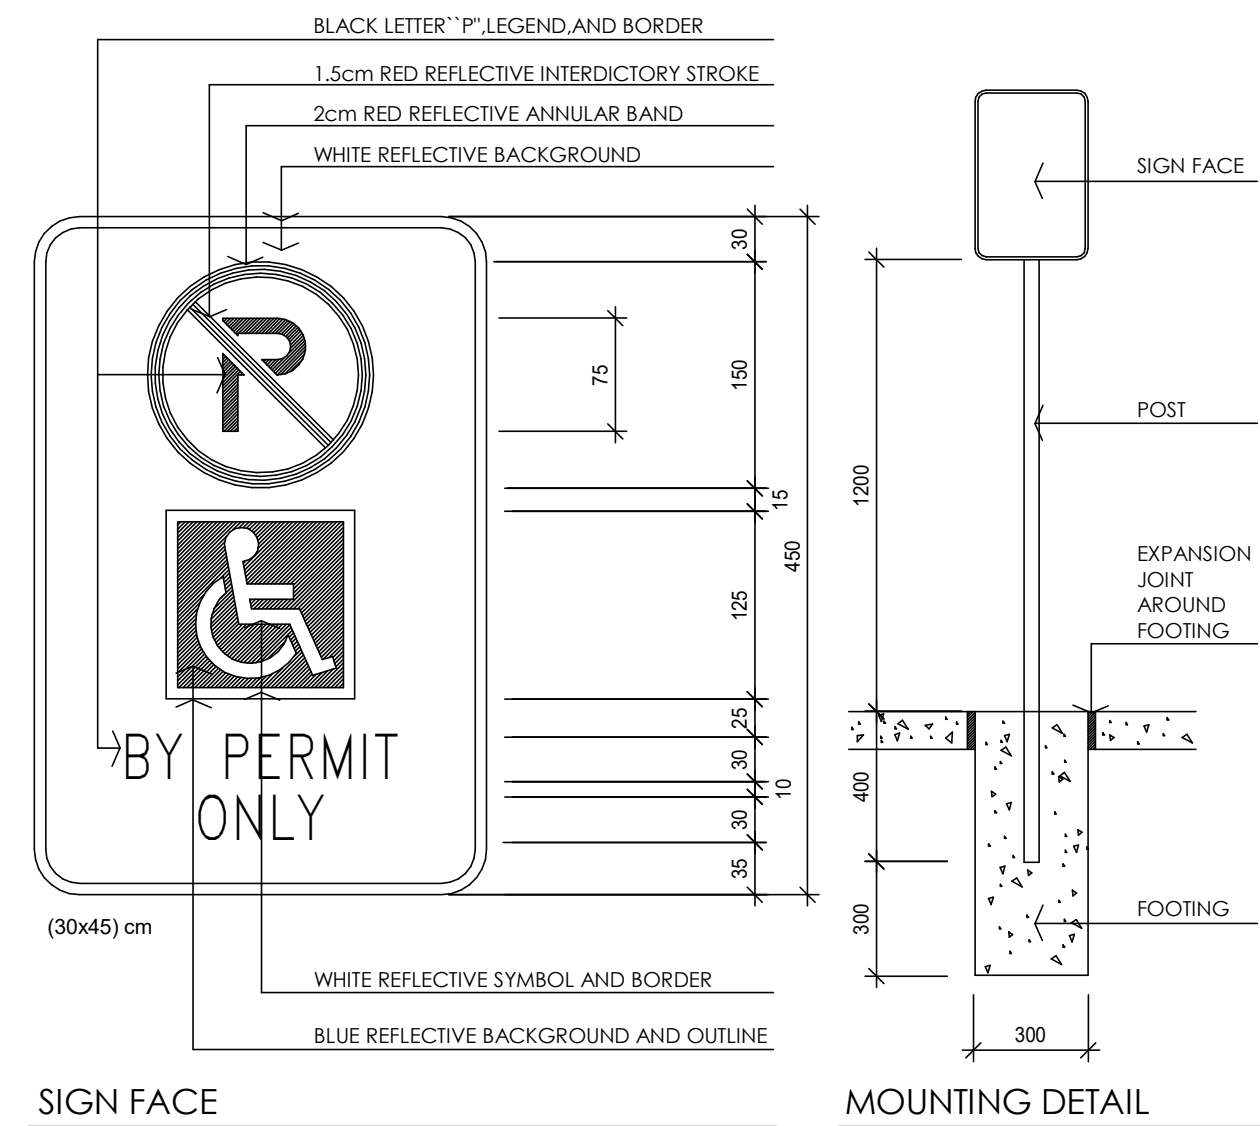 BLACK LETTER``P",LEGEND,AND BORDER
1.5cm RED REFLECTIVE INTERDICTORY STROKE
2cm RED REFLECTIVE ANNULAR BAND
WHITE REFLECTIVE BACKGROUND
P
BY PERMIT
ONLY
30
150
75
15
450
125
25
30
10
30
35
(30x45) cm
WHITE REFLECTIVE SYMBOL AND BORDER
BLUE REFLECTIVE BACKGROUND AND OUTLINE
SIGN FACE
SIGN FACE
POST
1200
EXPANSION
JOINT
AROUND
FOOTING
400
300
FOOTING
300
MOUNTING DETAIL